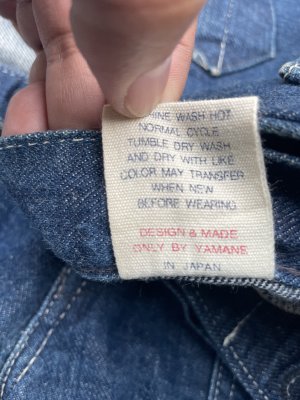 WASH HOT
NORMAL CYCLE
TUMBLE DRY WASH
AND DRY WITH LIKE
COLOR MAY TRANSFER
WHEN NEW
BEFORE WEARING
DESIGN & MADE
ONLY BY YAMANE
IN JAPAN